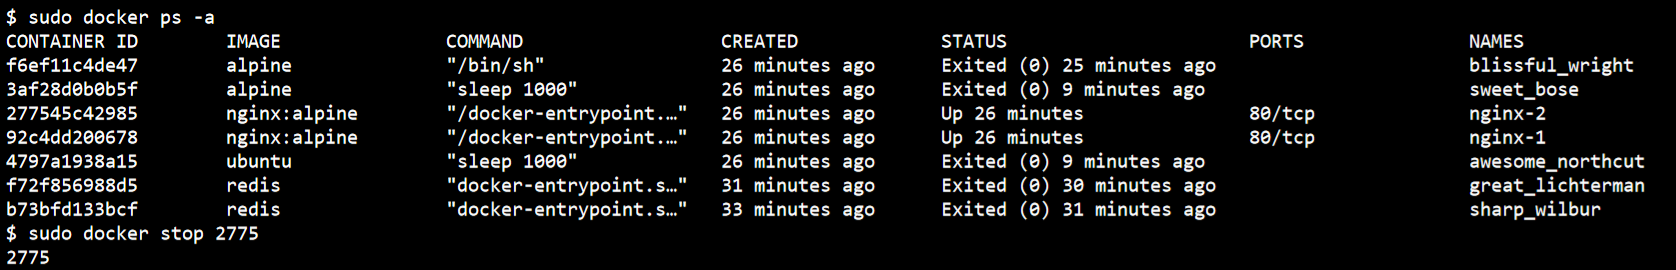 $ sudo docker ps -a
CONTAINER ID        IMAGE               COMMAND                  CREATED             STATUS                      PORTS               NAMES
f6ef11c4de47        alpine              "/bin/sh"                26 minutes ago      Exited (0) 25 minutes ago                       blissful_wright
3af28d0b0b5f        alpine              "sleep 1000"             26 minutes ago      Exited (0) 9 minutes ago                        sweet_bose
277545c42985        nginx:alpine        "/docker-entrypoint.…"   26 minutes ago      Up 26 minutes               80/tcp              nginx-2
92c4dd200678        nginx:alpine        "/docker-entrypoint.…"   26 minutes ago      Up 26 minutes               80/tcp              nginx-1
4797a1938a15        ubuntu              "sleep 1000"             26 minutes ago      Exited (0) 9 minutes ago                        awesome_northcut
f72f856988d5        redis               "docker-entrypoint.s…"   31 minutes ago      Exited (0) 30 minutes ago                       great_lichterman
b73bfd133bcf        redis               "docker-entrypoint.s…"   33 minutes ago      Exited (0) 31 minutes ago                       sharp_wilbur
$ sudo docker stop 2775
2775